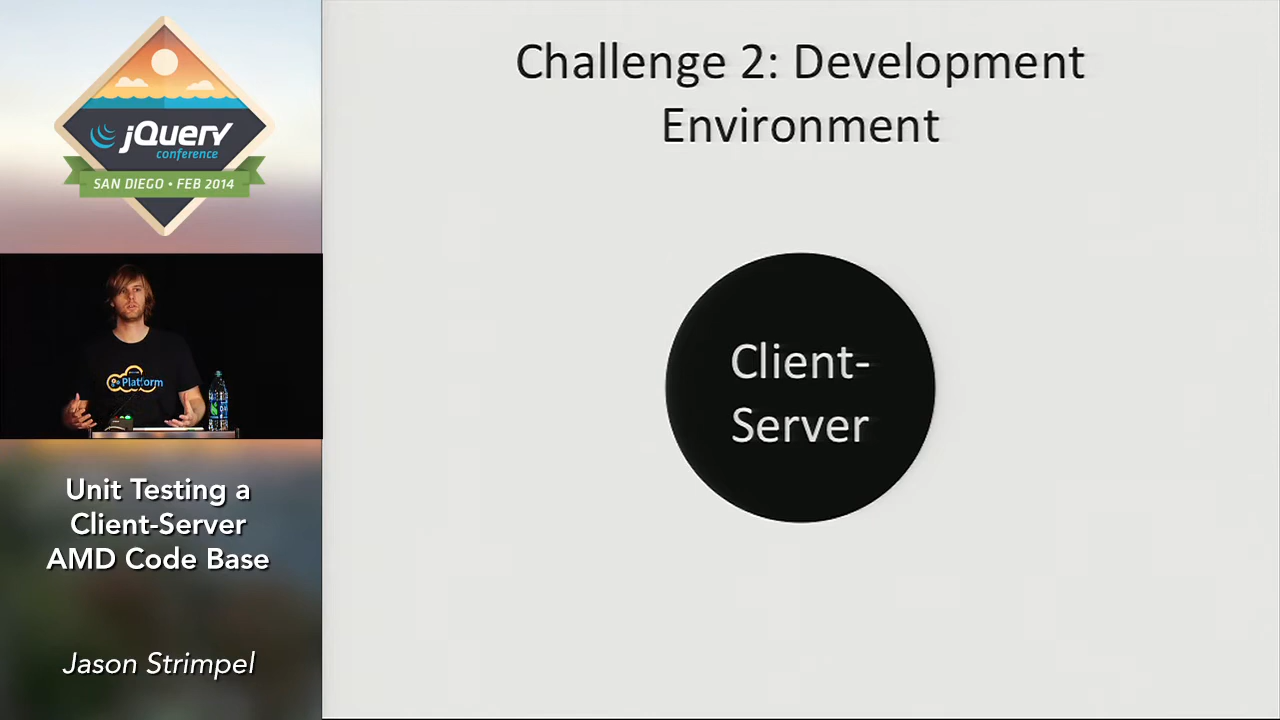 jQuery
conference
SAN DIEGO • FEB 2014
Platform
Unit Testing a
Client-Server
AMD Code Base
Jason Strimpel
Challenge 2: Development
Environment
Client-
Server